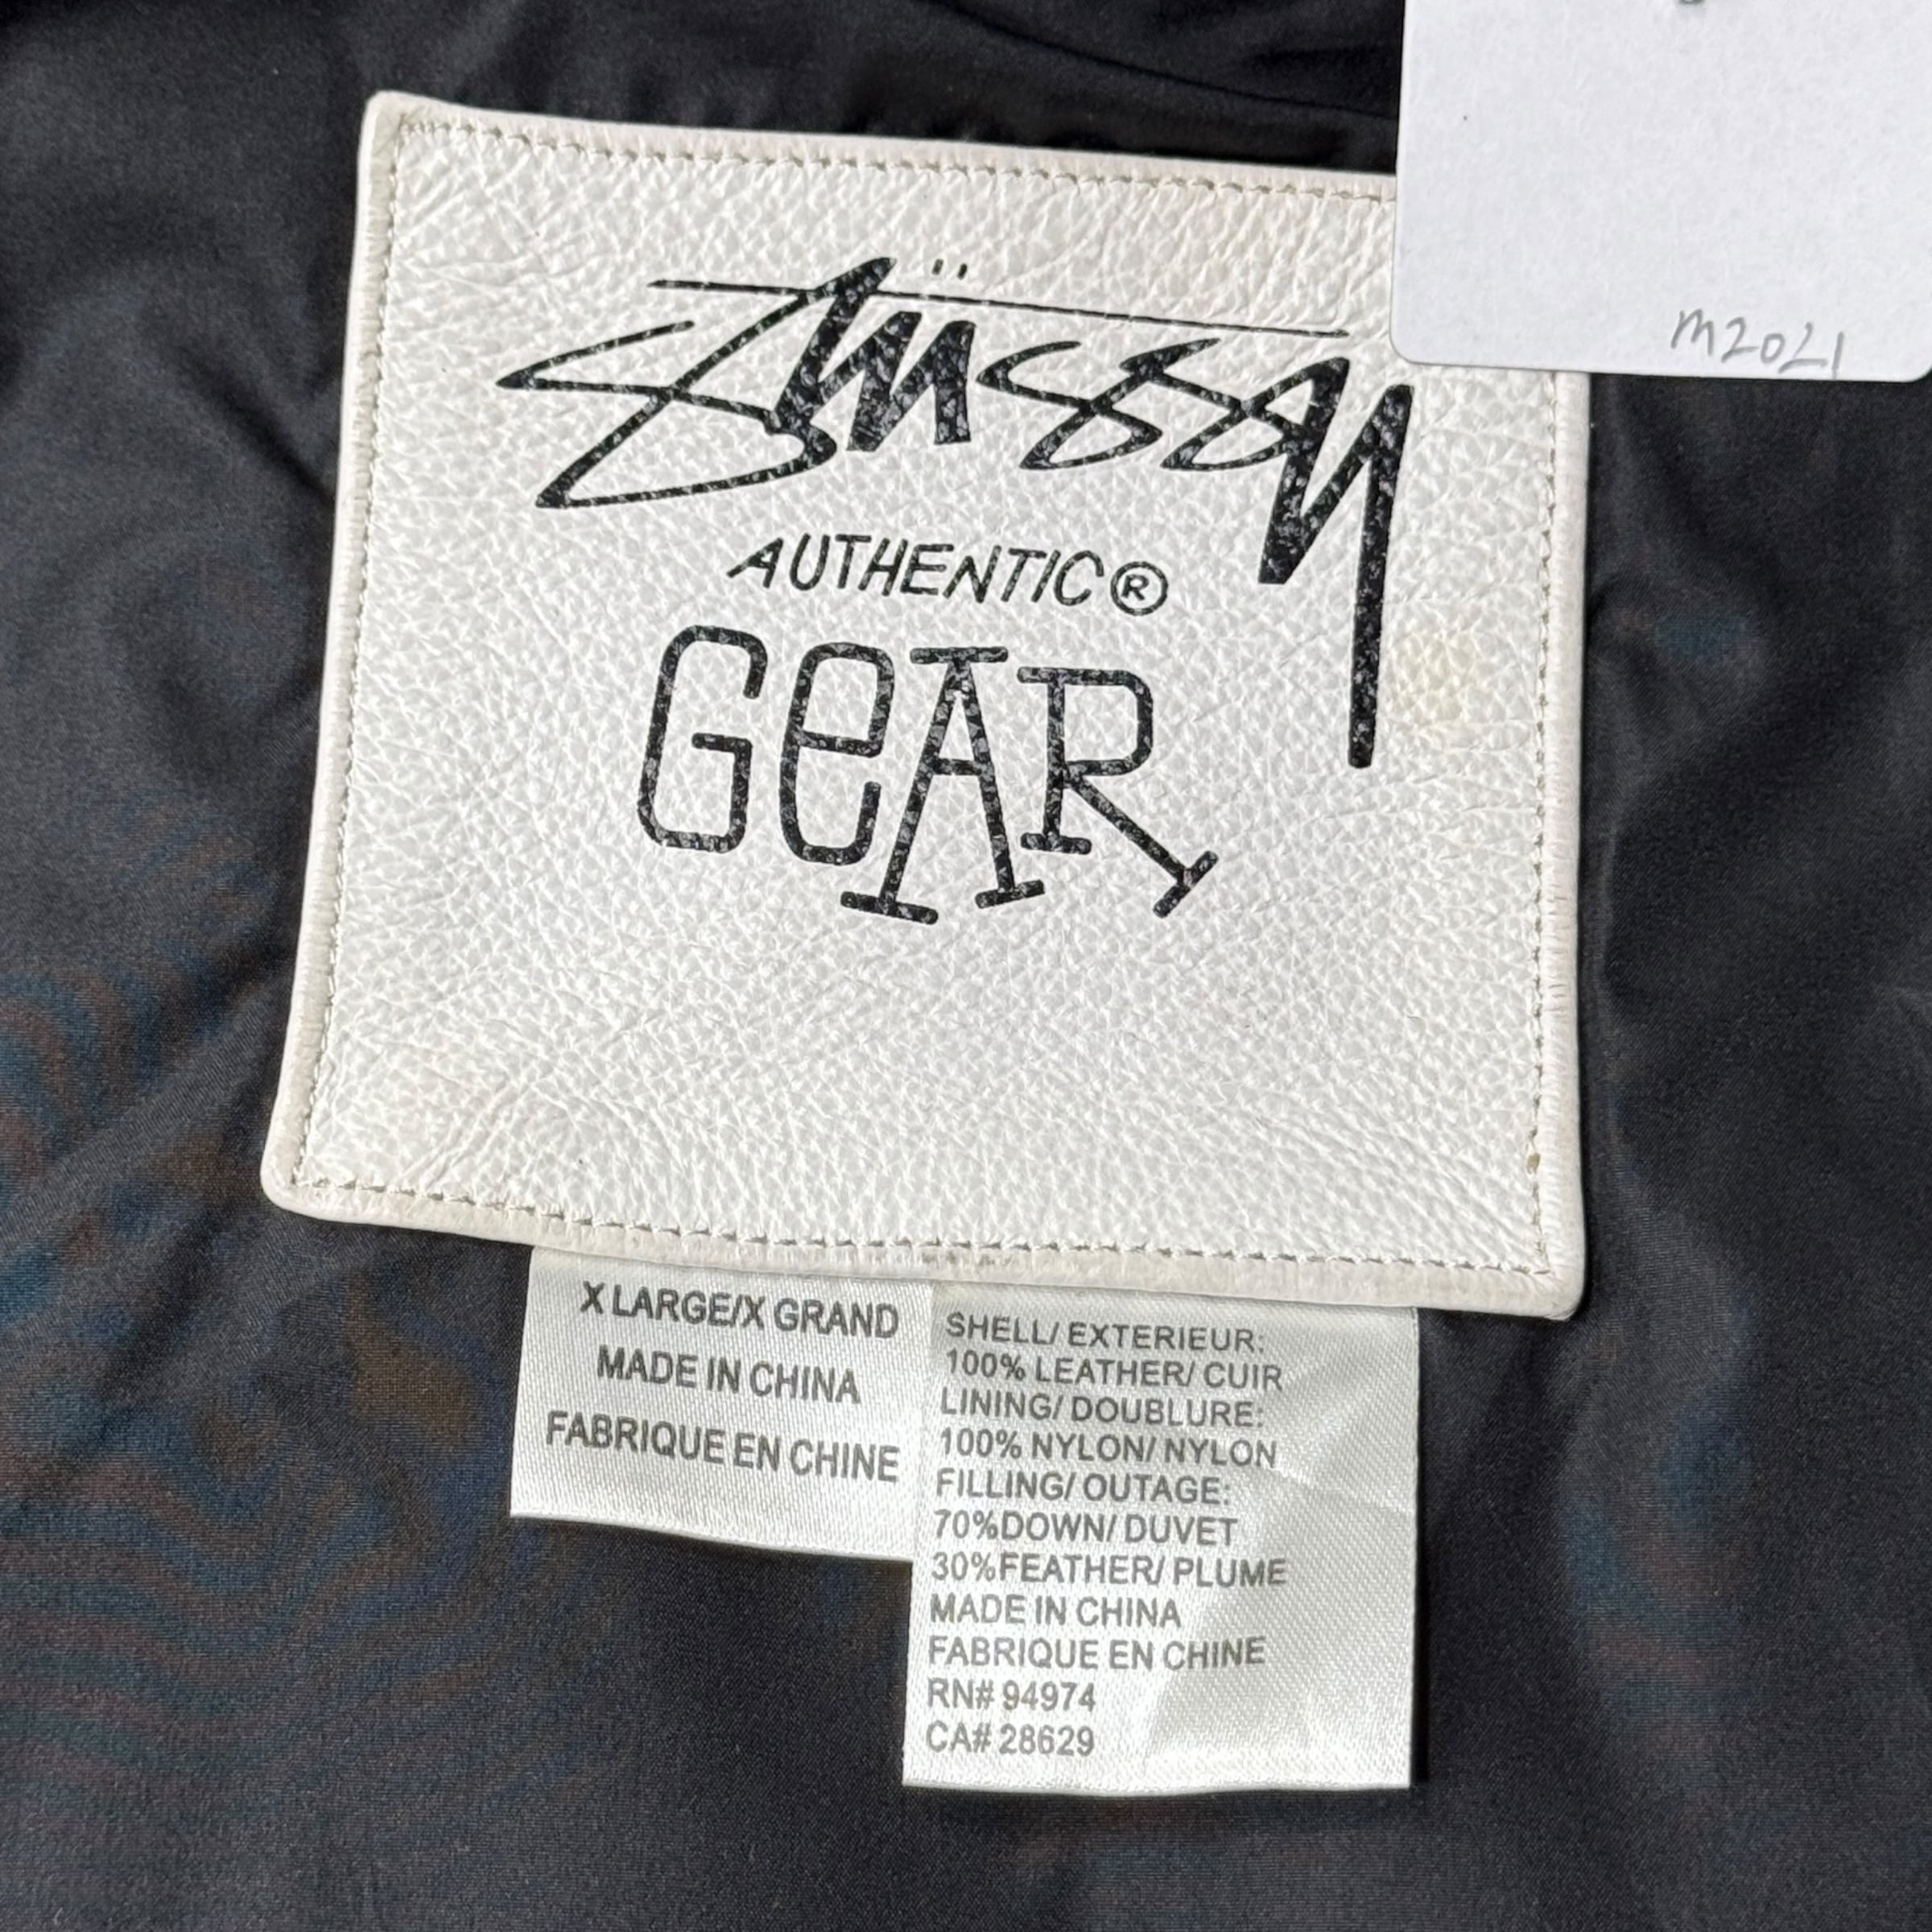 Stüssy
AUTHENTIC®
GeAR
m2021
X LARGE/X GRAND
MADE IN CHINA
FABRIQUE EN CHINE
SHELL/ EXTERIEUR:
100% LEATHER/ CUIR
LINING/ DOUBLURE:
100% NYLON/ NYLON
FILLING/ OUTAGE:
70%DOWN/ DUVET
30%FEATHER/ PLUME
MADE IN CHINA
FABRIQUE EN CHINE
RN# 94974
CA# 28629